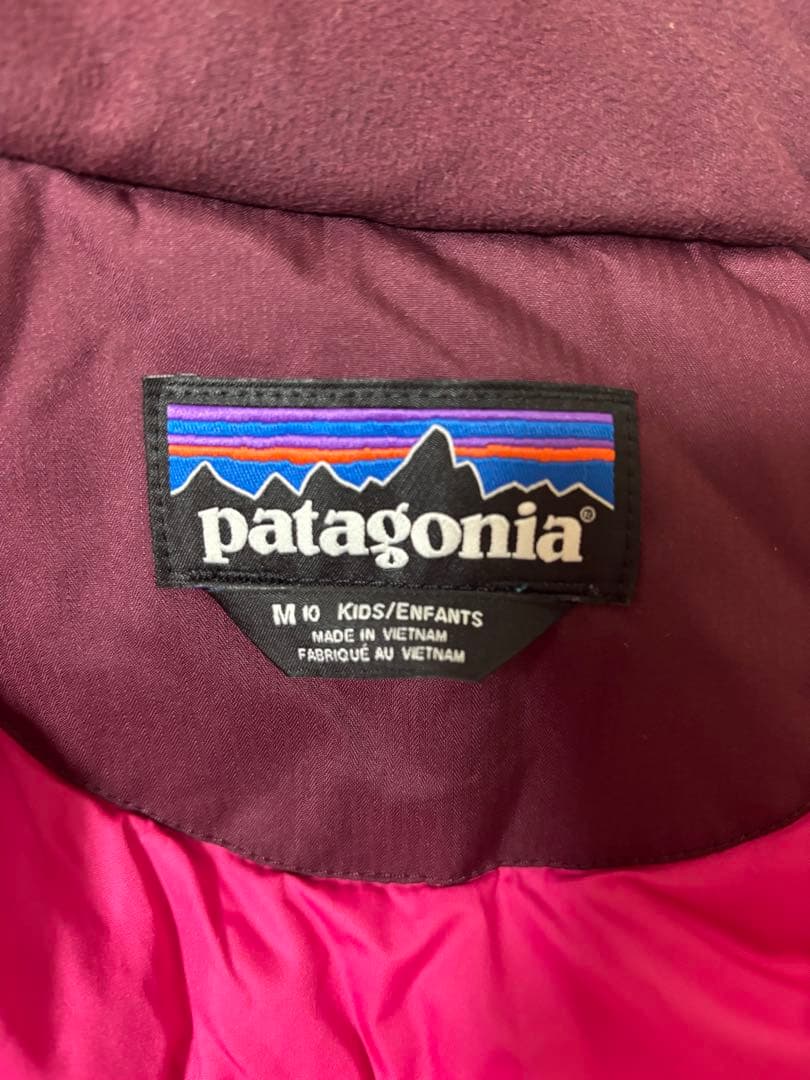 patagonia®
M 10 KIDS/ENFANTS
MADE IN VIETNAM
FABRIQUÉ AU VIETNAM